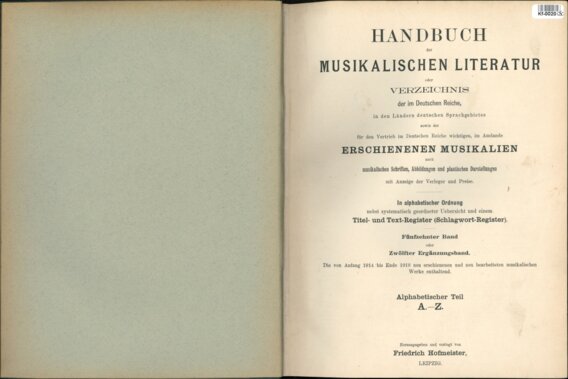 Kf-0020 (5
HANDBUCH
der
MUSIKALISCHEN LITERATUR
oder
VERZEICHNIS
der im Deutschen Reiche,
in den Ländern deutschen Sprachgebietes
sowie der
für den Vertrieb im Deutschen Reiche wichtigen, im Auslande
ERSCHIENENEN MUSIKALIEN
auch
musikalischen Schriften, Abbildungen und plastischen Darstellungen
mit Anzeige der Verleger und Preise.
In alphabetischer Ordnung
nebst systematisch geordneter Uebersicht und einem
Titel- und Text-Register (Schlagwort-Register).
Fünfzehnter Band
oder
Zwölfter Ergänzungsband.
Die von Anfang 1914 bis Ende 1918 neu erschienenen und neu bearbeiteten musikalischen
Werke enthaltend.
Alphabetischer Teil
A.—Z.
Herausgegeben und verlegt von
Friedrich Hofmeister,
LEIPZIG.